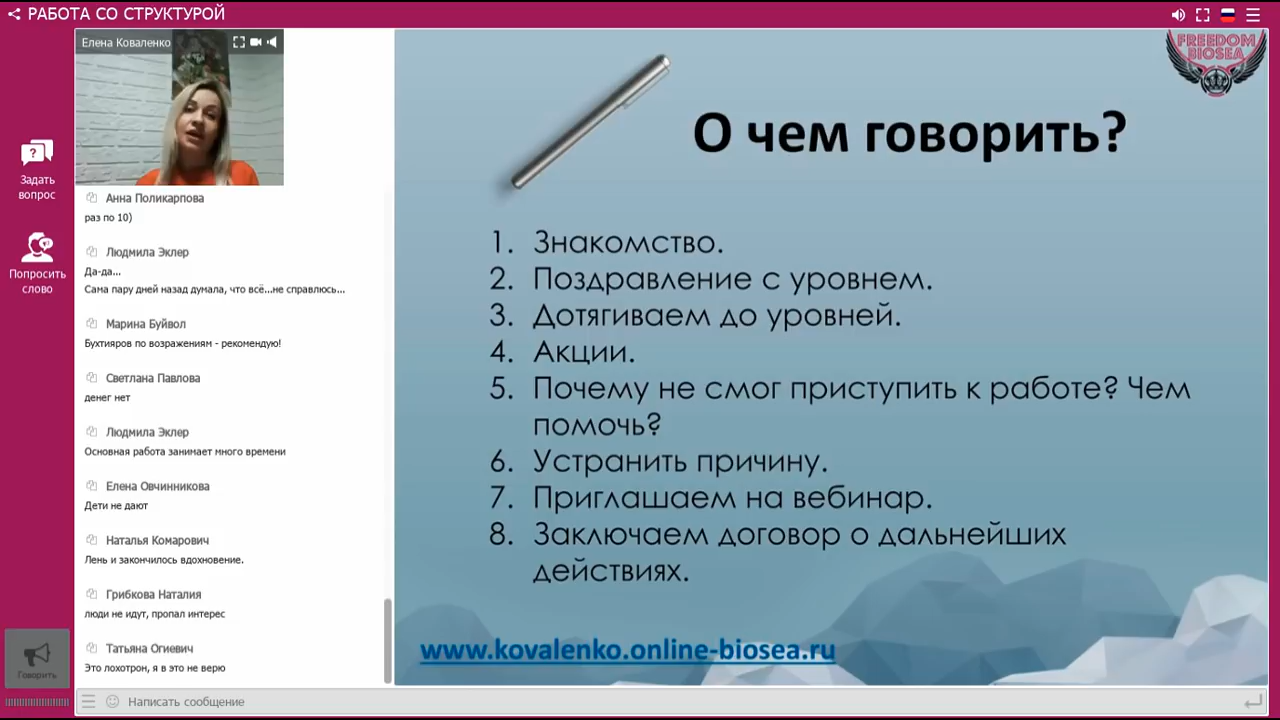 РАБОТА СО СТРУКТУРОЙ
Елена Коваленко
Задать
вопрос
Попросить
слово
Говорить
Анна Поликарпова
раз по 10)
Людмила Эклер
Да-да...
Сама пару дней назад думала, что всё...не справлюсь...
Марина Буйвол
Бухтияров по возражениям - рекомендую!
Светлана Павлова
денег нет
Людмила Эклер
Основная работа занимает много времени
Елена Овчинникова
Дети не дают
Наталья Комарович
Лень и закончилось вдохновение.
Грибкова Наталия
люди не идут, пропал интерес
Татьяна Огиевич
Это лохотрон, я в это не верю
Написать сообщение
FREEDOM
BIOSEA
О чем говорить?
1. Знакомство.
2. Поздравление с уровнем.
3. Дотягиваем до уровней.
4. Акции.
5. Почему не смог приступить к работе? Чем
помочь?
6. Устранить причину.
7. Приглашаем на вебинар.
8. Заключаем договор о дальнейших
действиях.
www.kovalenko.online-biosea.ru